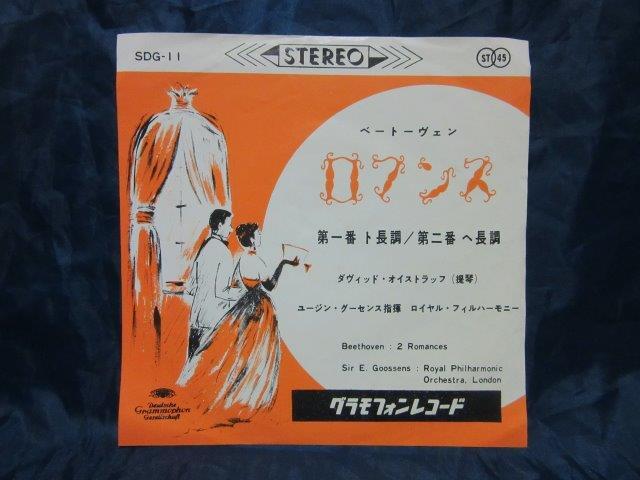 SDG-11
STEREO
ST 45
ベートーヴェン
ロマンス
第一番 ト長調/第二番 ヘ長調
ダヴィッド・オイストラッフ(提琴)
ユージン・グーセンス指揮 ロイヤル・フィルハーモニー
Beethoven : 2 Romances
Sir E. Goossens : Royal Philharmonic
Orchestra, London
グラモフォンレコード
Deutsche
Grammophon
Gesellschaft